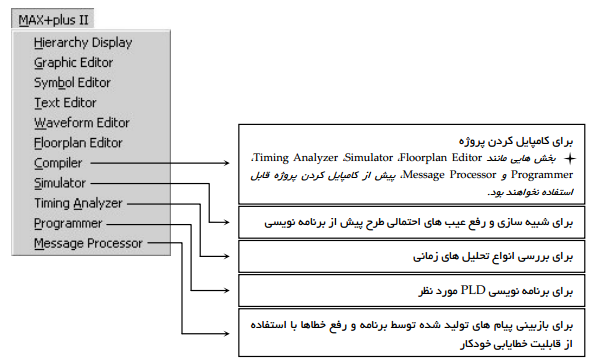 MAX+plus II
Hierarchy Display
Graphic Editor
Symbol Editor
Text Editor
Waveform Editor
Floorplan Editor
Compiler
Simulator
Timing Analyzer
Programmer
Message Processor
برای کامپایل کردن پروژه
بخش هایی مانند Timing Analyzer ،Simulator ،Floorplan Editor،
Programmer و Message Processor، پیش از کامپایل کردن پروژه قابل
استفاده نخواهند بود.
برای شبیه سازی و رفع عیب های احتمالی طرح پیش از برنامه نویسی
برای بررسی انواع تحلیل های زمانی
برای برنامه نویسی PLD مورد نظر
برای بازبینی پیام های تولید شده توسط برنامه و رفع خطاها با استفاده
از قابلیت خطایابی خودکار